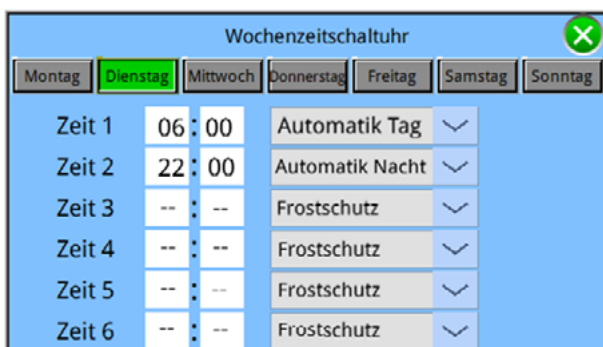 Wochenzeitschaltuhr
Montag Dienstag Mittwoch Donnerstag Freitag Samstag Sonntag
Zeit 1 06 : 00 Automatik Tag
Zeit 2 22 : 00 Automatik Nacht
Zeit 3 -- : -- Frostschutz
Zeit 4 -- : -- Frostschutz
Zeit 5 -- : -- Frostschutz
Zeit 6 -- : -- Frostschutz